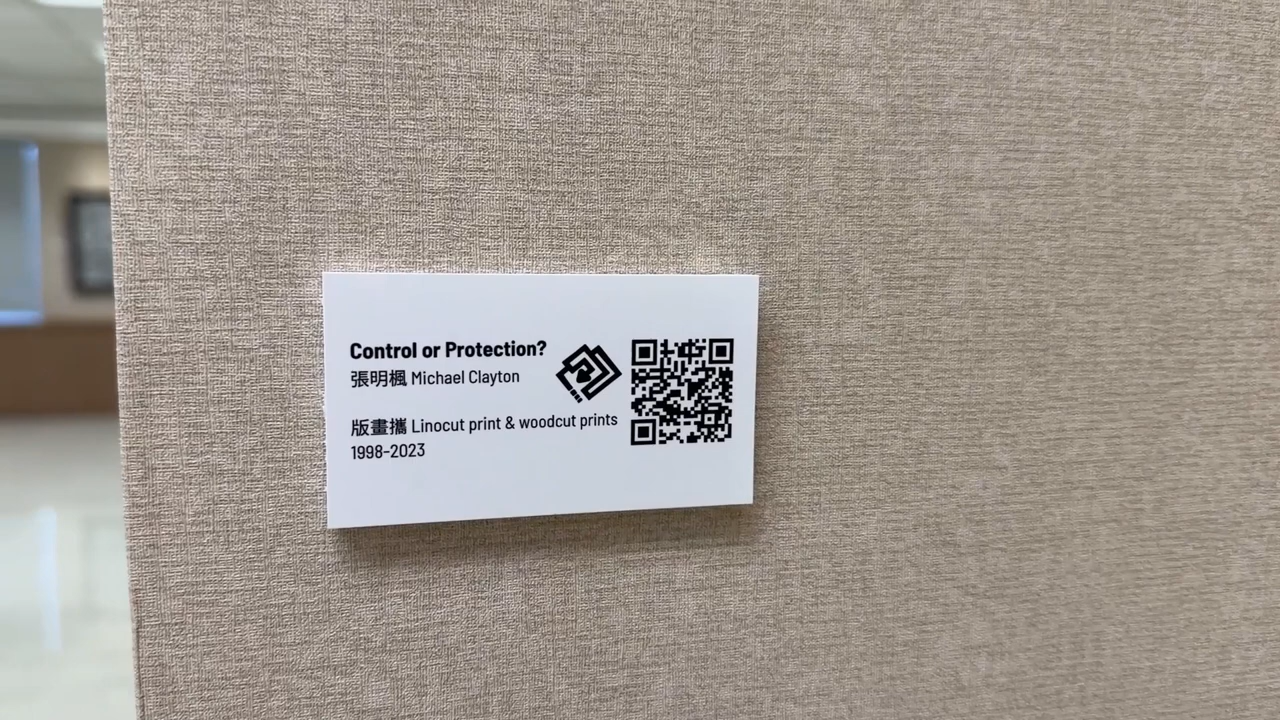 Control or Protection?
張明楓 Michael Clayton
版畫攜 Linocut print & woodcut prints
1998-2023